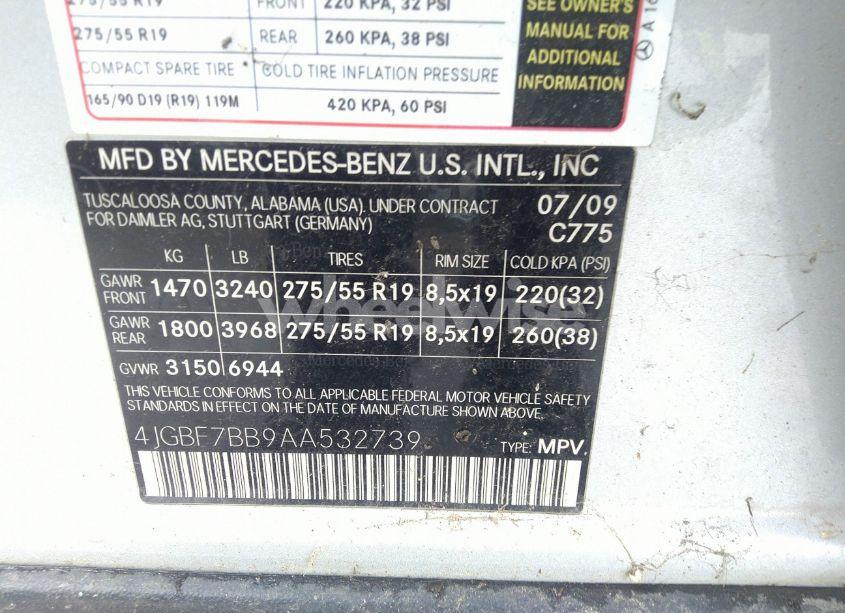 275/55 R19 FRONT 220 KPA, 32 PSI
275/55 R19 REAR 260 KPA, 38 PSI
COMPACT SPARE TIRE COLD TIRE INFLATION PRESSURE
165/90 D19 (R19) 119M 420 KPA, 60 PSI
SEE OWNER'S
MANUAL FOR
ADDITIONAL
INFORMATION
A 16
MFD BY MERCEDES-BENZ U.S. INTL., INC
TUSCALOOSA COUNTY, ALABAMA (USA). UNDER CONTRACT 07/09
FOR DAIMLER AG, STUTTGART (GERMANY) C775
KG LB TIRES RIM SIZE COLD KPA (PSI)
GAWR FRONT 1470 3240 275/55 R19 8,5x19 220(32)
GAWR REAR 1800 3968 275/55 R19 8,5x19 260(38)
GVWR 3150 6944
THIS VEHICLE CONFORMS TO ALL APPLICABLE FEDERAL MOTOR VEHICLE SAFETY
STANDARDS IN EFFECT ON THE DATE OF MANUFACTURE SHOWN ABOVE.
4JGBF7BB9AA532739 TYPE: MPV
wheelwise